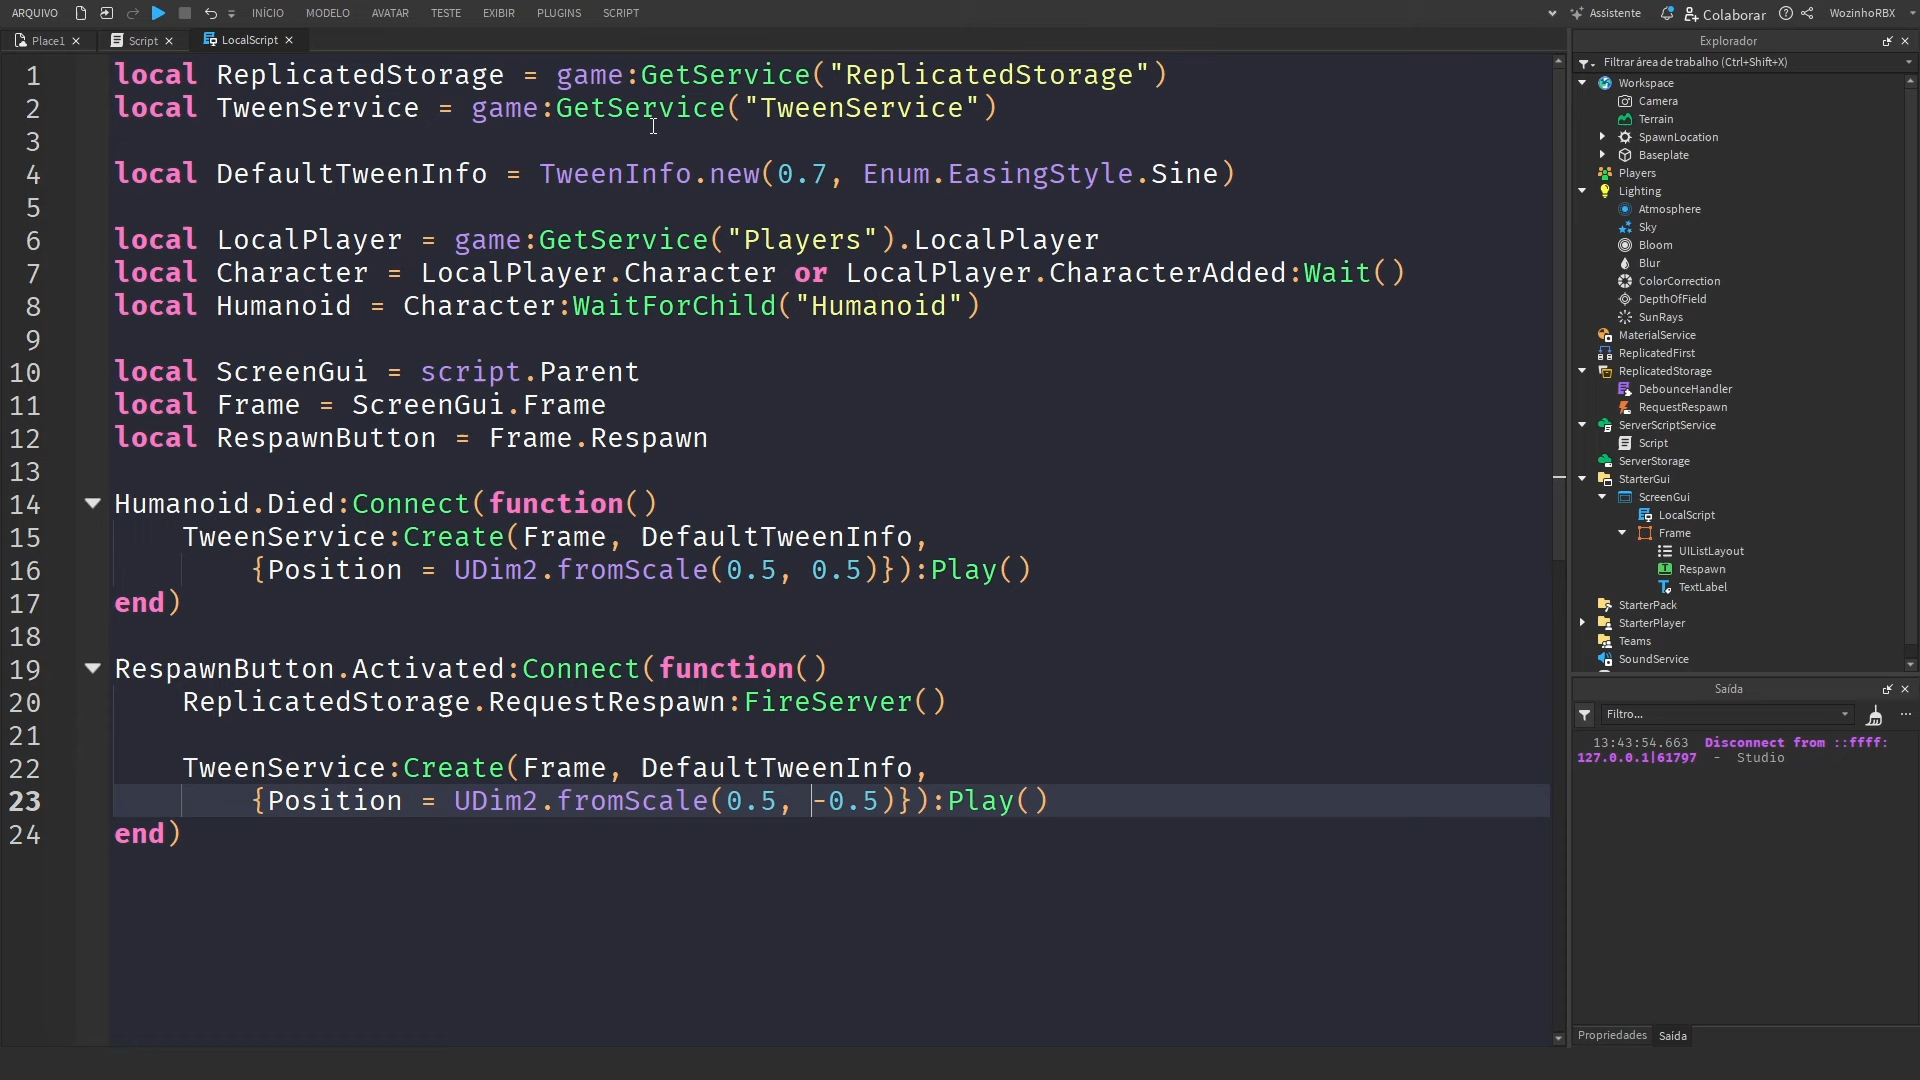 ARQUIVO INÍCIO MODELO AVATAR TESTE EXIBIR PLUGINS SCRIPT Assistente Colaborar WozinhoRBX
Place1 Script LocalScript
1 local ReplicatedStorage = game:GetService("ReplicatedStorage")
2 local TweenService = game:GetService("TweenService")
3
4 local DefaultTweenInfo = TweenInfo.new(0.7, Enum.EasingStyle.Sine)
5
6 local LocalPlayer = game:GetService("Players").LocalPlayer
7 local Character = LocalPlayer.Character or LocalPlayer.CharacterAdded:Wait()
8 local Humanoid = Character:WaitForChild("Humanoid")
9
10 local ScreenGui = script.Parent
11 local Frame = ScreenGui.Frame
12 local RespawnButton = Frame.Respawn
13
14 Humanoid.Died:Connect(function()
15 TweenService:Create(Frame, DefaultTweenInfo,
16 {Position = UDim2.fromScale(0.5, 0.5)}):Play()
17 end)
18
19 RespawnButton.Activated:Connect(function()
20 ReplicatedStorage.RequestRespawn:FireServer()
21
22 TweenService:Create(Frame, DefaultTweenInfo,
23 {Position = UDim2.fromScale(0.5, -0.5)}):Play()
24 end)
Explorador
Filtrar área de trabalho (Ctrl+Shift+X)
Workspace
Camera
Terrain
SpawnLocation
Baseplate
Players
Lighting
Atmosphere
Sky
Bloom
Blur
ColorCorrection
DepthOfField
SunRays
MaterialService
ReplicatedFirst
ReplicatedStorage
DebounceHandler
RequestRespawn
ServerScriptService
Script
ServerStorage
StarterGui
ScreenGui
LocalScript
Frame
UIListLayout
Respawn
TextLabel
StarterPack
StarterPlayer
Teams
SoundService
Saída
Filtro...
13:43:54.663 Disconnect from ::ffff:
127.0.0.1|61797 - Studio
Propriedades Saída